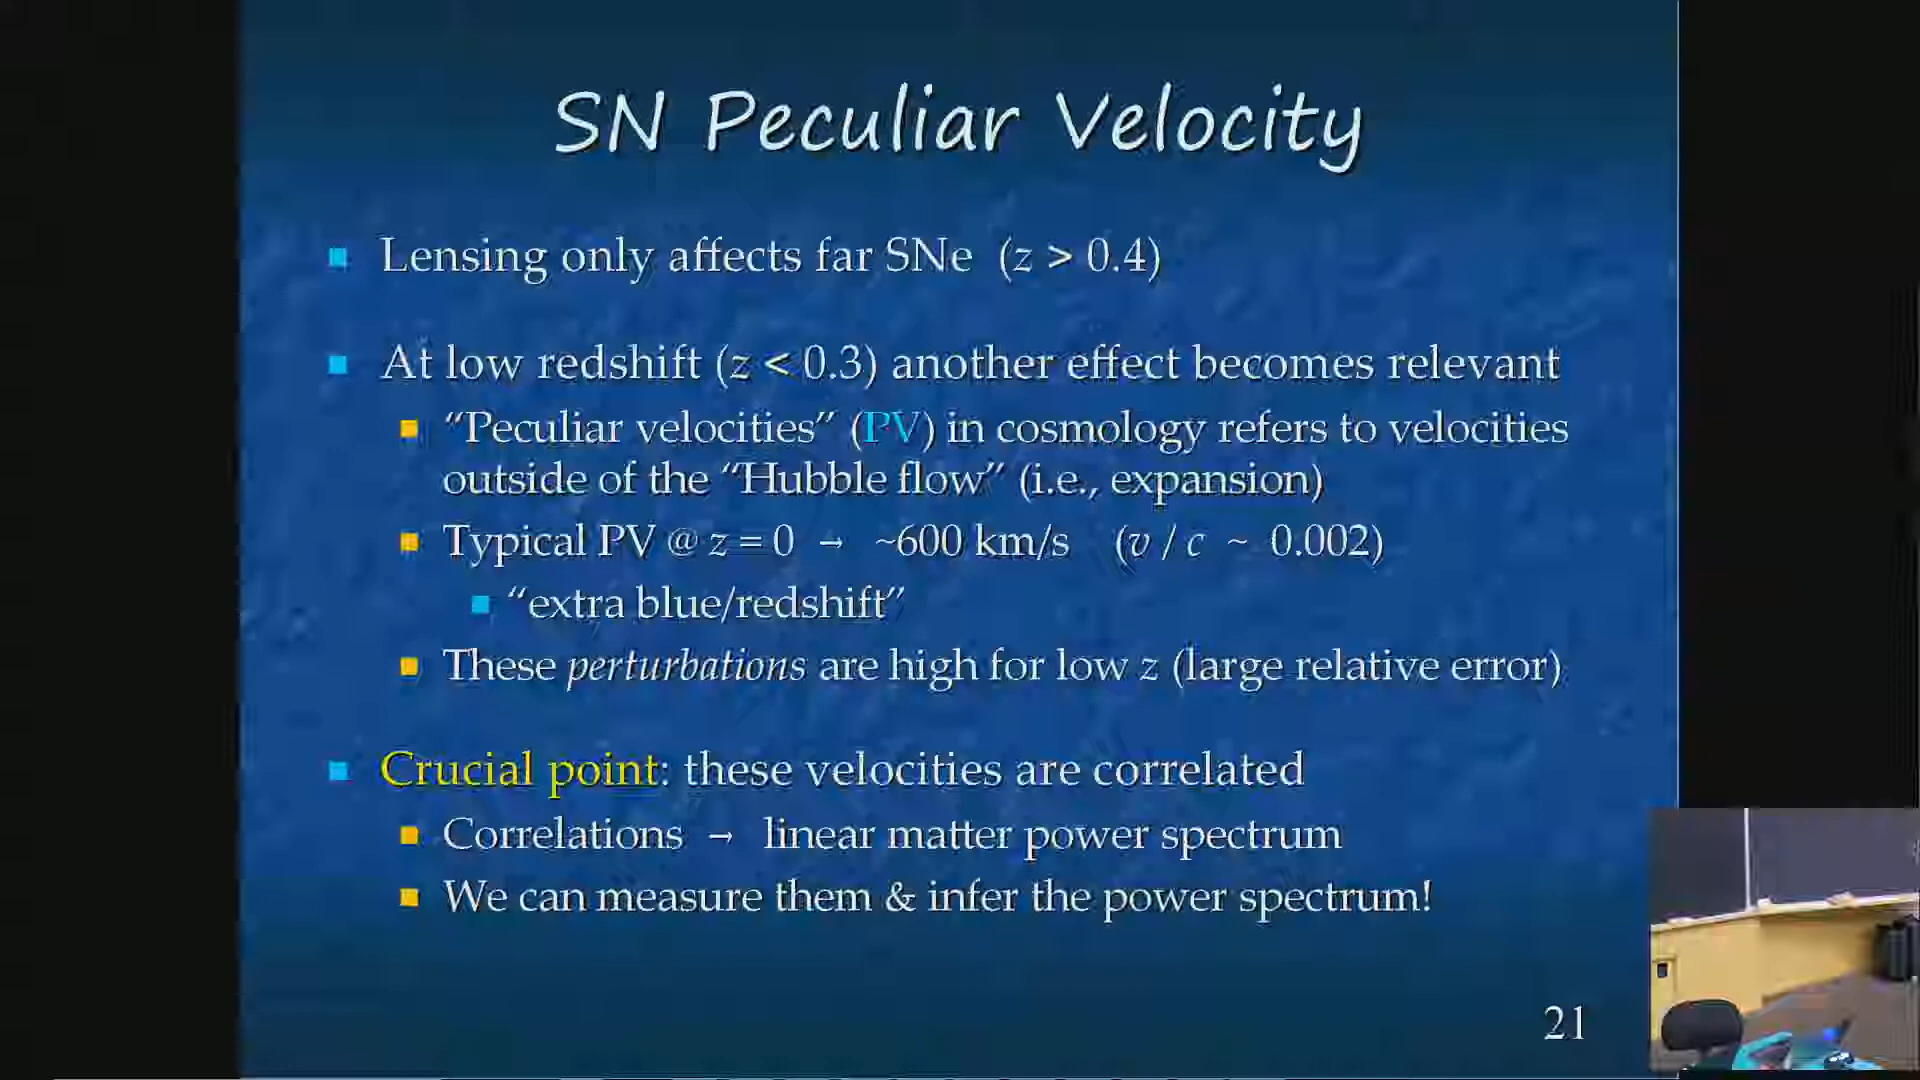 SN Peculiar Velocity
Lensing only affects far SNe (z > 0.4)
At low redshift (z < 0.3) another effect becomes relevant
“Peculiar velocities” (PV) in cosmology refers to velocities
outside of the “Hubble flow” (i.e., expansion)
Typical PV @ z = 0 → ~600 km/s (v / c ~ 0.002)
“extra blue/redshift”
These perturbations are high for low z (large relative error)
Crucial point: these velocities are correlated
Correlations → linear matter power spectrum
We can measure them & infer the power spectrum!
21